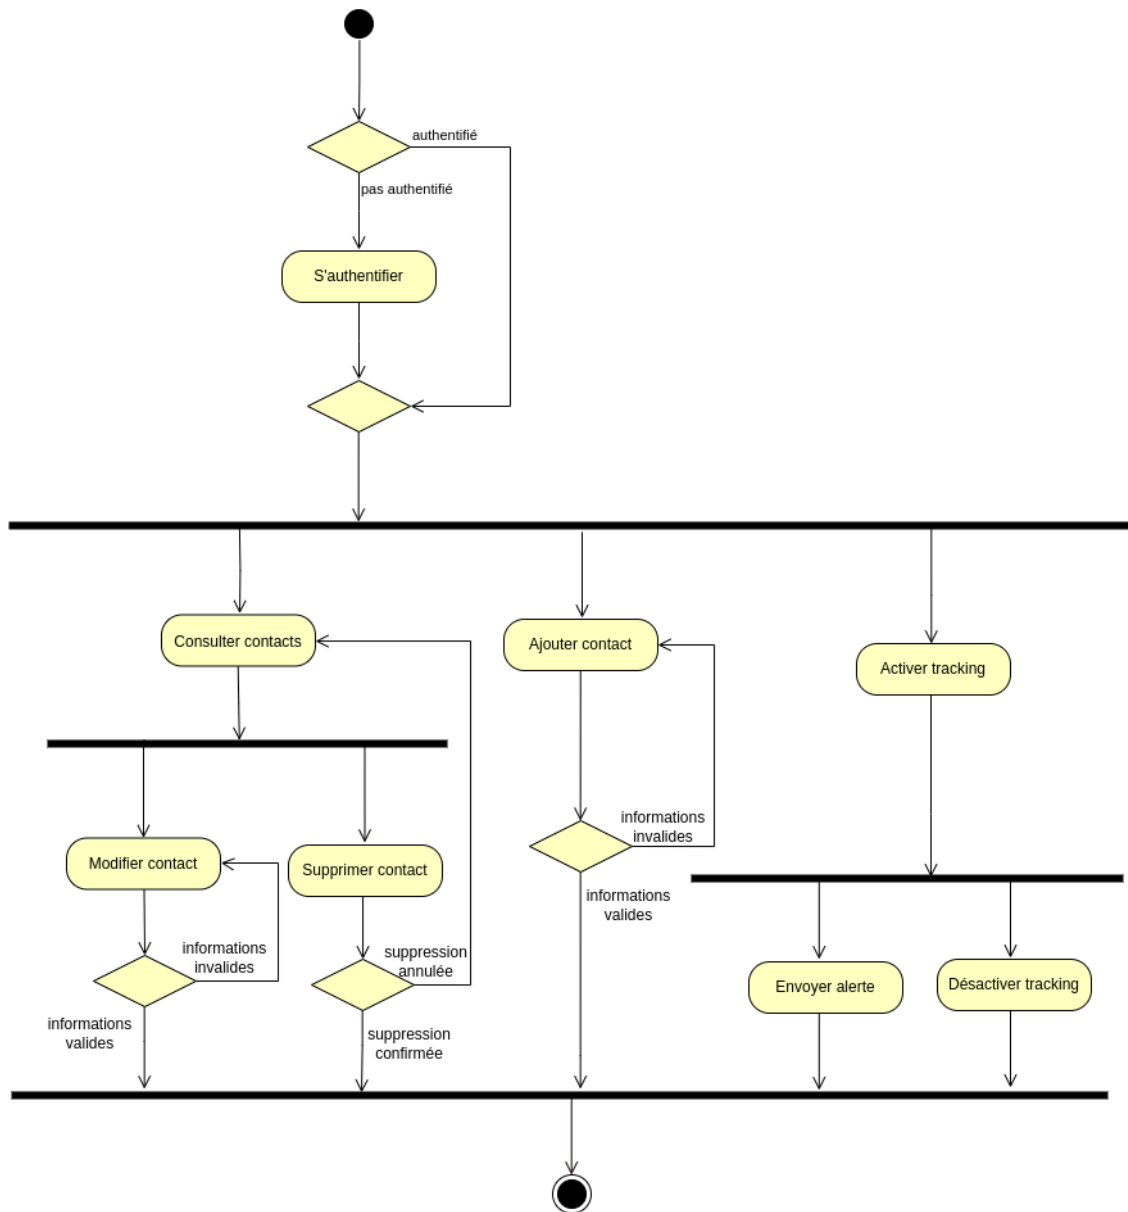 authentifié
pas authentifié
S'authentifier
Consulter contacts
Ajouter contact
Activer tracking
informations
invalides
Modifier contact
Supprimer contact
informations
valides
informations
invalides
suppression
annulée
Envoyer alerte
Désactiver tracking
informations
valides
suppression
confirmée